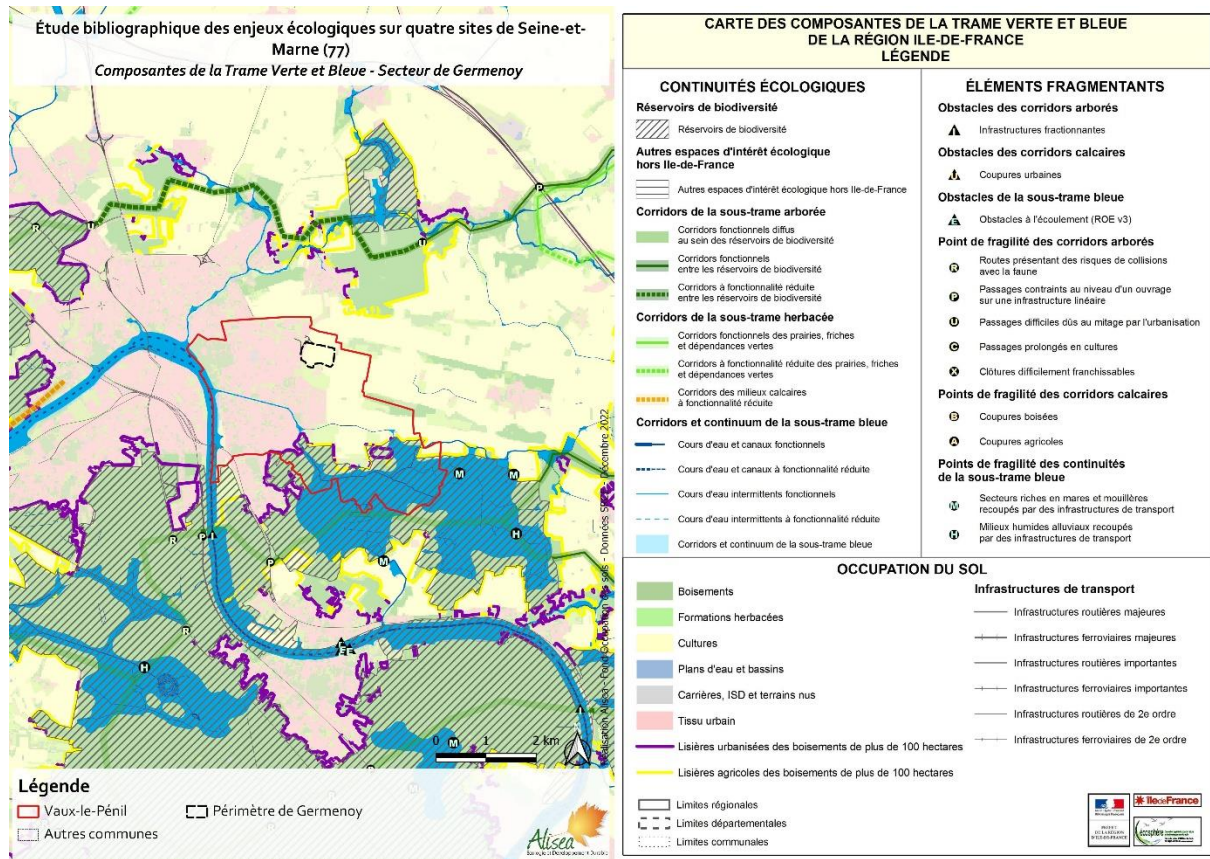 Étude bibliographique des enjeux écologiques sur quatre sites de Seine-et-
Marne (77)
Composantes de la Trame Verte et Bleue - Secteur de Germenoy
R
U
P
U
M
M
H
M
R
P
P
R
H
M
0 1 2 km
Légende
Vaux-le-Pénil
Périmètre de Germenoy
Autres communes
Alisea
CARTE DES COMPOSANTES DE LA TRAME VERTE ET BLEUE
DE LA RÉGION ILE-DE-FRANCE
LÉGENDE
CONTINUITÉS ÉCOLOGIQUES
Réservoirs de biodiversité
Réservoirs de biodiversité
Autres espaces d'intérêt écologique
hors Ile-de-France
Autres espaces d'intérêt écologique hors Ile-de-France
Corridors de la sous-trame arborée
Corridors fonctionnels diffus
au sein des réservoirs de biodiversité
Corridors fonctionnels
entre les réservoirs de biodiversité
Corridors à fonctionnalité réduite
entre les réservoirs de biodiversité
Corridors de la sous-trame herbacée
Corridors fonctionnels des prairies, friches
et dépendances vertes
Corridors à fonctionnalité réduite des prairies, friches
et dépendances vertes
Corridors des milieux calcaires
à fonctionnalité réduite
Corridors et continuum de la sous-trame bleue
Cours d'eau et canaux fonctionnels
Cours d'eau et canaux à fonctionnalité réduite
Cours d'eau intermittents fonctionnels
Cours d'eau intermittents à fonctionnalité réduite
Corridors et continuum de la sous-trame bleue
ÉLÉMENTS FRAGMENTANTS
Obstacles des corridors arborés
Infrastructures fractionnantes
Obstacles des corridors calcaires
Coupures urbaines
Obstacles de la sous-trame bleue
Obstacles à l'écoulement (ROE v3)
Point de fragilité des corridors arborés
R Routes présentant des risques de collisions
avec la faune
P Passages contraints au niveau d'un ouvrage
sur une infrastructure linéaire
U Passages difficiles dûs au mitage par l'urbanisation
C Passages prolongés en cultures
X Clôtures difficilement franchissables
Points de fragilité des corridors calcaires
B Coupures boisées
A Coupures agricoles
Points de fragilité des continuités
de la sous-trame bleue
M Secteurs riches en mares et mouillères
recoupés par des infrastructures de transport
H Milieux humides alluviaux recoupés
par des infrastructures de transport
OCCUPATION DU SOL
Boisements
Formations herbacées
Cultures
Plans d'eau et bassins
Carrières, ISD et terrains nus
Tissu urbain
Lisières urbanisées des boisements de plus de 100 hectares
Lisières agricoles des boisements de plus de 100 hectares
Limites régionales
Limites départementales
Limites communales
Infrastructures de transport
Infrastructures routières majeures
Infrastructures ferroviaires majeures
Infrastructures routières importantes
Infrastructures ferroviaires importantes
Infrastructures routières de 2e ordre
Infrastructures ferroviaires de 2e ordre
îledeFrance
écosphère